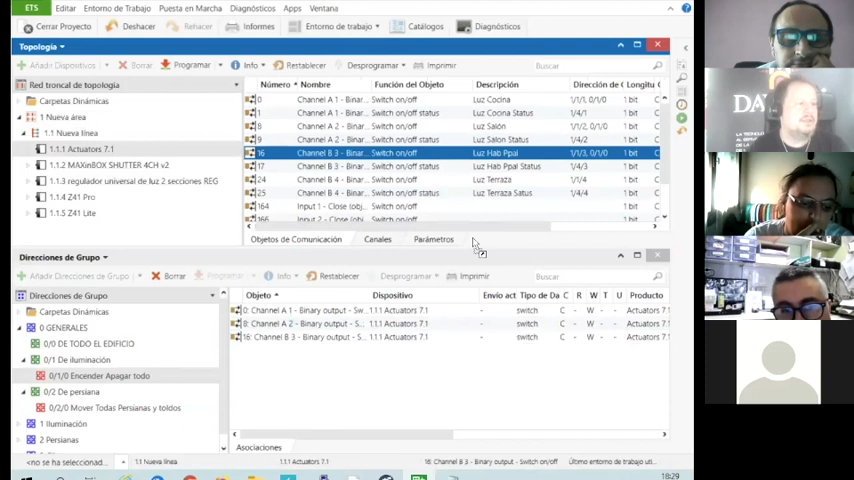 ETS Editar Entorno de Trabajo Puesta en Marcha Diagnósticos Apps Ventana
Cerrar Proyecto Deshacer Rehacer Informes Entorno de trabajo Catálogos Diagnósticos
Topología
Añadir Dispositivos Borrar Programar Info Restablecer Desprogramar Imprimir Buscar
Red troncal de topología
Carpetas Dinámicas
1 Nueva área
1.1 Nueva línea
1.1.1 Actuators 7.1
1.1.2 MAXinBOX SHUTTER 4CH v2
1.1.3 regulador universal de luz 2 secciones REG
1.1.4 Z41 Pro
1.1.5 Z41 Lite
Número Nombre Función del Objeto Descripción Dirección de Longitu
0 Channel A 1 - Binar... Switch on/off Luz Cocina 1/1/1, 0/1/0 1 bit C
1 Channel A 1 - Binar... Switch on/off status Luz Coona Status 1/4/1 1 bit C
8 Channel A 2 - Binar... Switch on/off Luz Salón 1/1/2, 0/1/0 1 bit C
9 Channel A 2 - Binar... Switch on/off status Luz Salon Status 1/4/2 1 bit C
16 Channel B 3 - Binar... Switch on/off Luz Hab Ppal 1/1/3, 0/1/0 1 bit C
17 Channel B 3 - Binar... Switch on/off status Luz Hab Ppal Status 1/4/3 1 bit C
24 Channel B 4 - Binar... Switch on/off Luz Terraza 1/1/4 1 bit C
25 Channel B 4 - Binar... Switch on/off status Luz Terraza Satus 1/4/4 1 bit C
164 Input 1 - Close (obj... Switch on/off 1 bit C
166 Input 2 - Close (obj... Switch on/off 1 bit C
Objetos de Comunicación Canales Parámetros
Direcciones de Grupo
Añadir Direcciones de Grupo Borrar Programar Info Restablecer Desprogramar Imprimir Buscar
Direcciones de Grupo
Carpetas Dinámicas
0 GENERALES
0/0 DE TODO EL EDIFICIO
0/1 De iluminación
0/1/0 Encender Apagar todo
0/2 De persiana
0/2/0 Mover Todas Persianas y toldos
1 Iluminación
2 Persianas
Objeto Dispositivo Envío act Tipo de Da C R W T U Producto
0: Channel A 1 - Binary output - Sw... 1.1.1 Actuators 7.1 - switch C - W - - Actuators 7.1
8: Channel A 2 - Binary output - S... 1.1.1 Actuators 7.1 - switch C - W - - Actuators 7.1
16: Channel B 3 - Binary output - S... 1.1.1 Actuators 7.1 - switch C - W - - Actuators 7.1
Asociaciones
<no se ha seleccionad... 1.1 Nueva línea 1.1.1 Actuators 7.1 16: Channel B 3 - Binary output - Switch on/off Último entorno de trabajo uti...
18:29